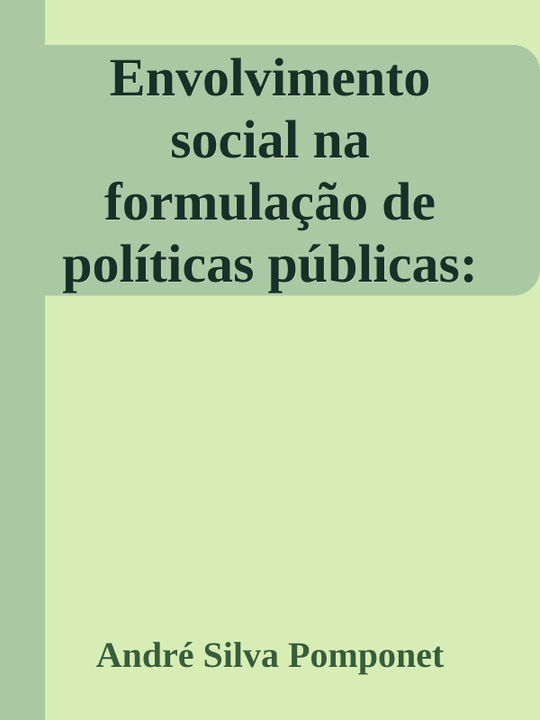 Envolvimento
social na
formulação de
políticas públicas:
André Silva Pomponet